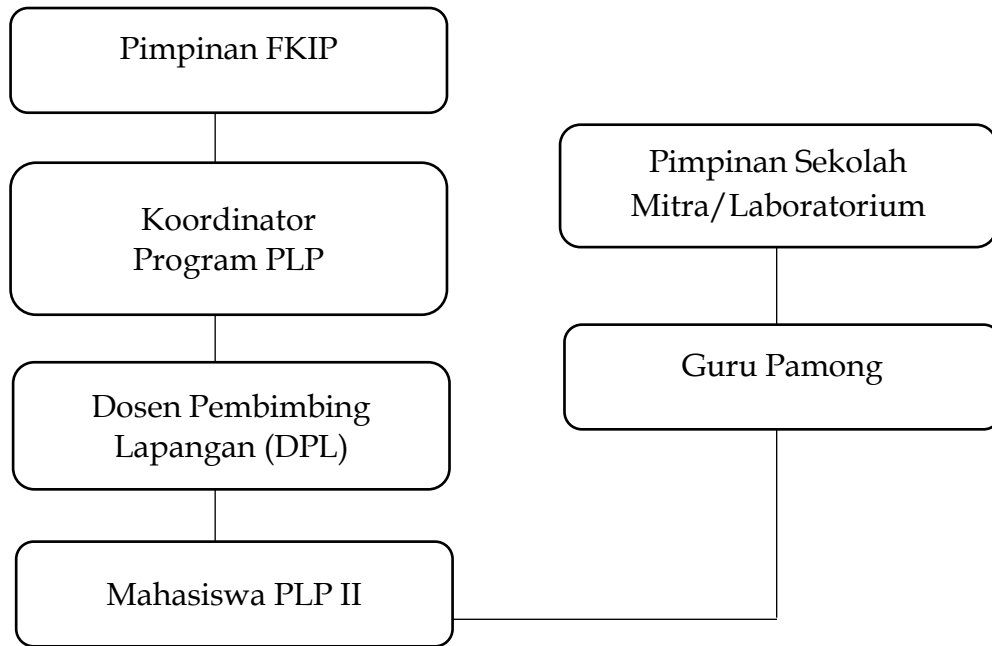 Pimpinan FKIP
Koordinator
Program PLP
Dosen Pembimbing
Lapangan (DPL)
Mahasiswa PLP II
Pimpinan Sekolah
Mitra/Laboratorium
Guru Pamong